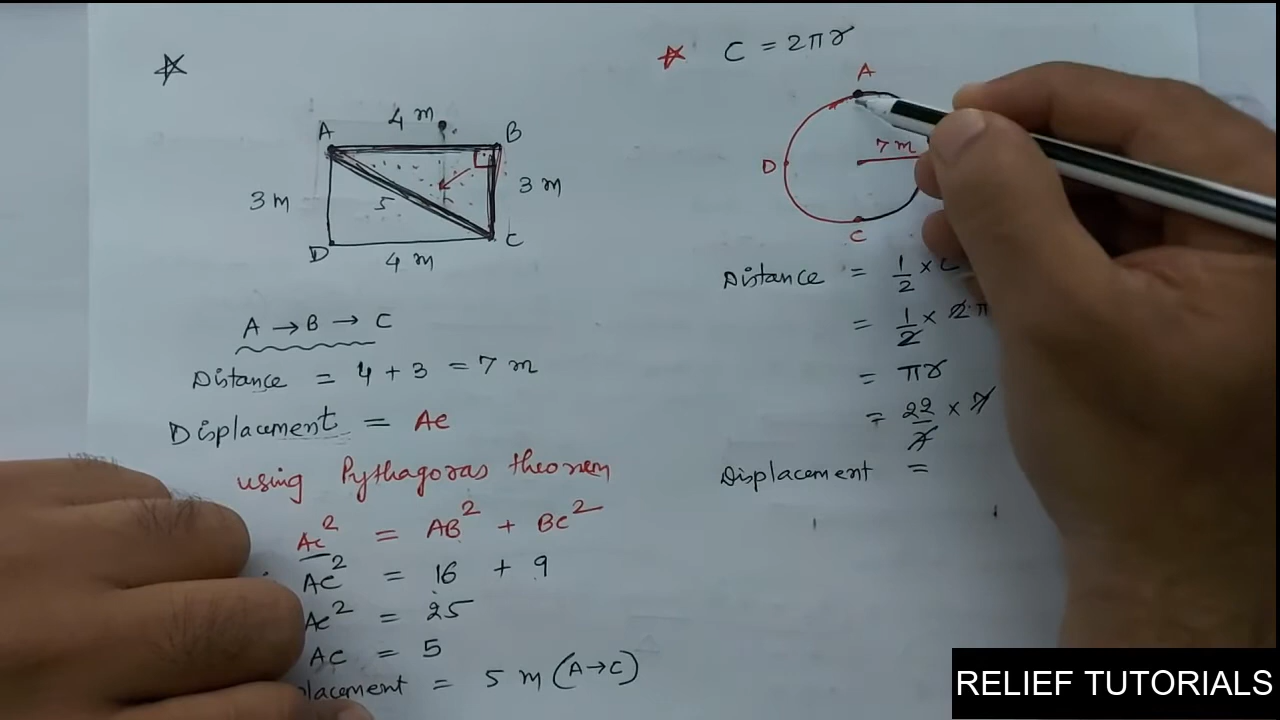 4 m
A B
3 m 5 3 m
D C
4 m
A → B → C
Distance = 4 + 3 = 7 m
Displacement = AC
using Pythagoras theorem
AC² = AB² + BC²
AC² = 16 + 9
AC² = 25
AC = 5
placement = 5 m (A→C)
C = 2πr
A
7 m
D
C
Distance = 1/2 × C
= 1/2 × 2 π
= πr
= 22/7 × 7
Displacement =
RELIEF TUTORIALS